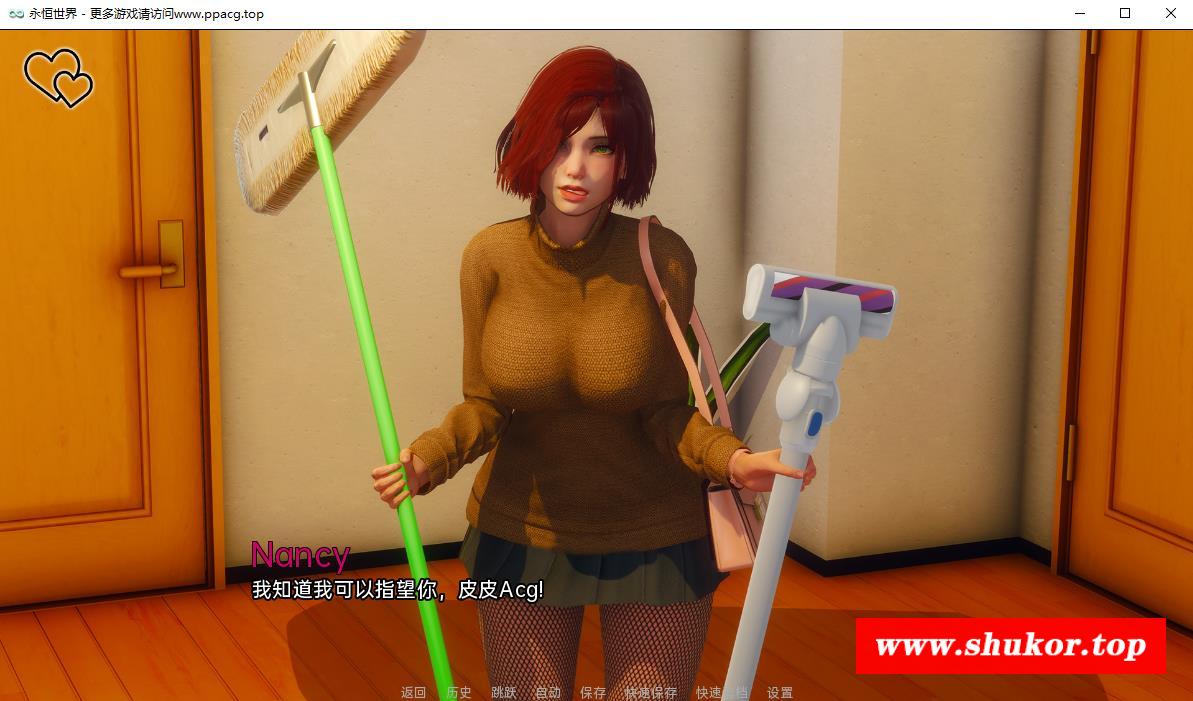 永恒世界 - 更多游戏请访问www.ppacg.top
Nancy
我知道我可以指望你，皮皮Acg!
www.shukor.top
返回 历史 跳跃 自动 保存 快速保存 快速读档 设置